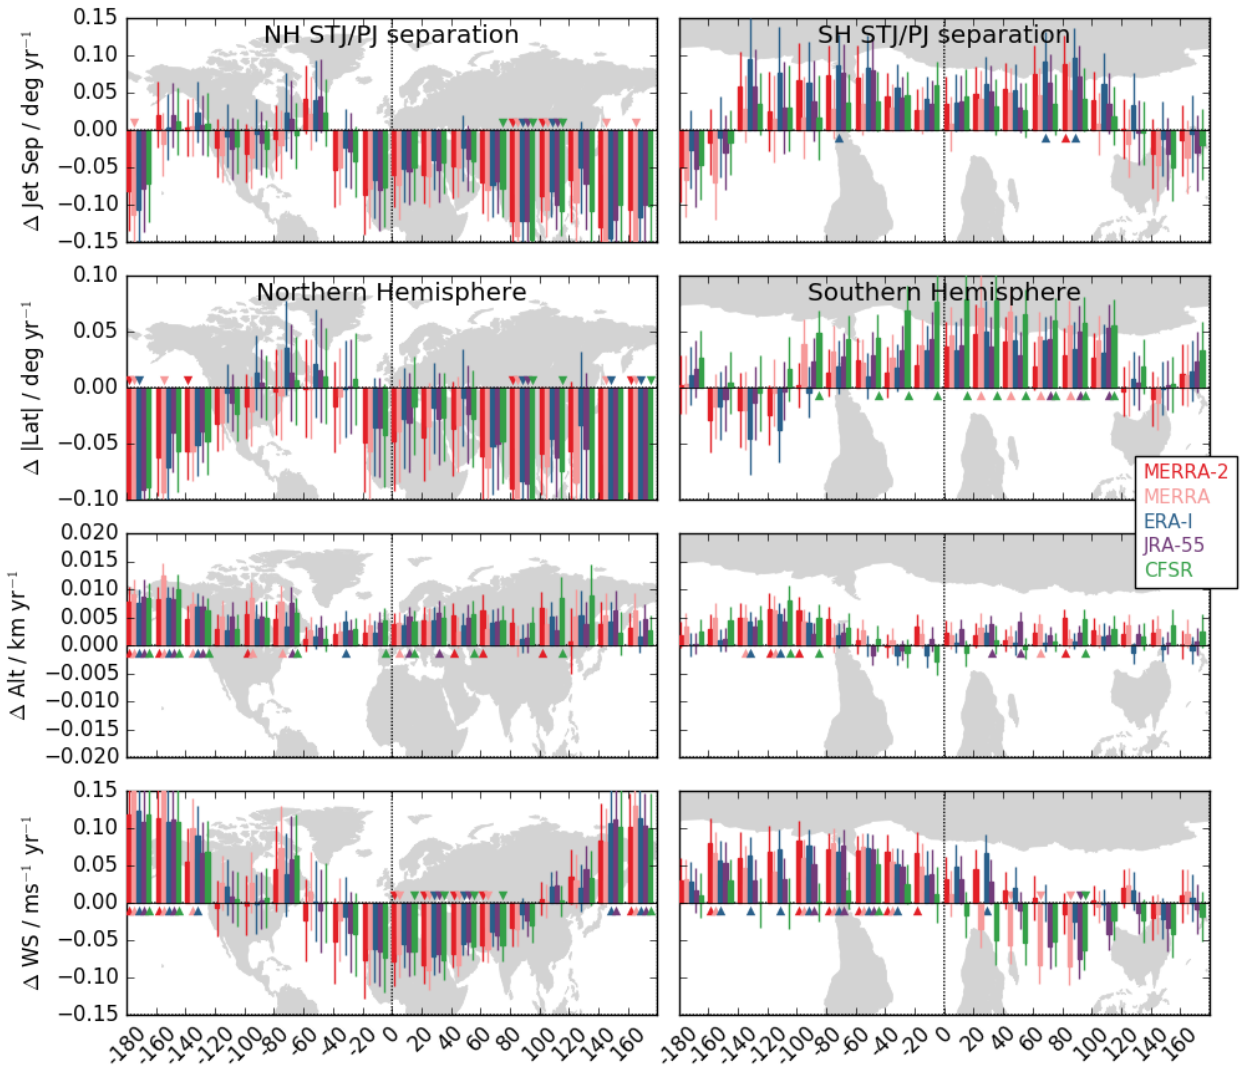 NH STJ/PJ separation
SH STJ/PJ separation
0.15
0.10
0.05
0.00
−0.05
−0.10
−0.15
Δ Jet Sep / deg yr⁻¹
Northern Hemisphere
Southern Hemisphere
0.10
0.05
0.00
−0.05
−0.10
Δ |Lat| / deg yr⁻¹
MERRA-2
MERRA
ERA-I
JRA-55
CFSR
0.020
0.015
0.010
0.005
0.000
−0.005
−0.010
−0.015
−0.020
Δ Alt / km yr⁻¹
0.15
0.10
0.05
0.00
−0.05
−0.10
−0.15
Δ WS / ms⁻¹ yr⁻¹
-180 -160 -140 -120 -100 -80 -60 -40 -20 0 20 40 60 80 100 120 140 160
-180 -160 -140 -120 -100 -80 -60 -40 -20 0 20 40 60 80 100 120 140 160